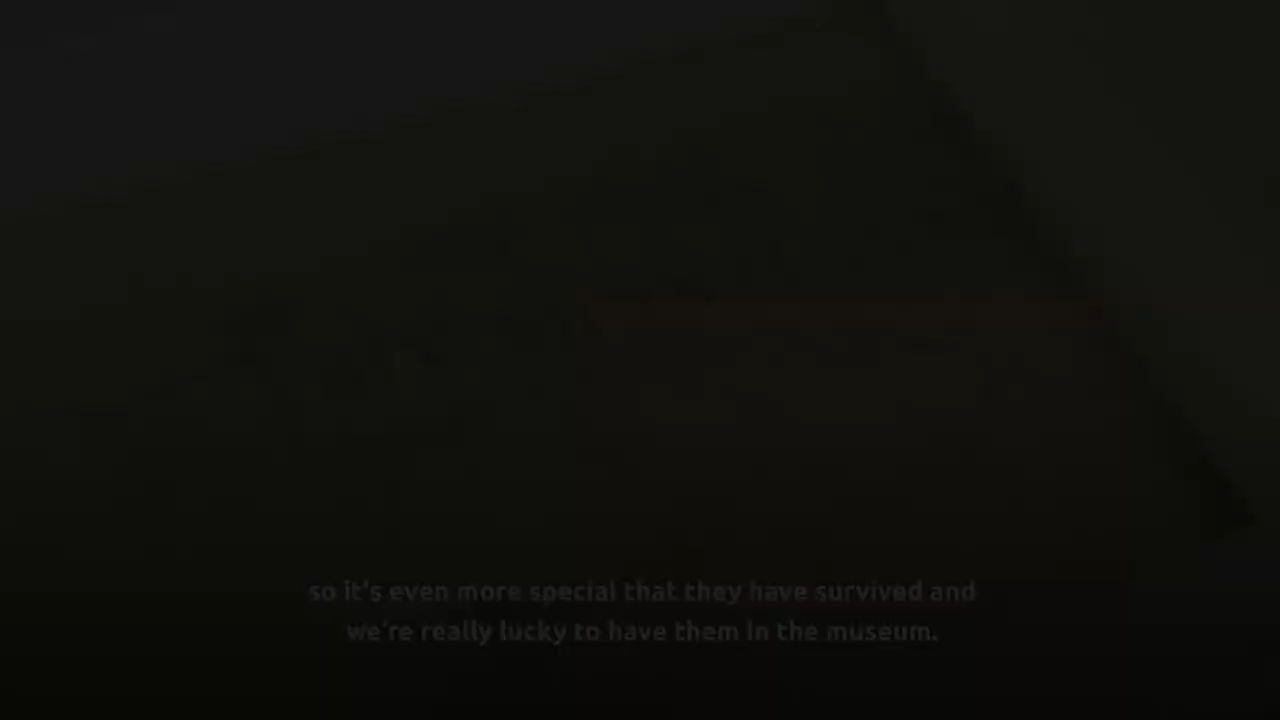 so it's even more special that they have survived and
we're really lucky to have them in the museum.